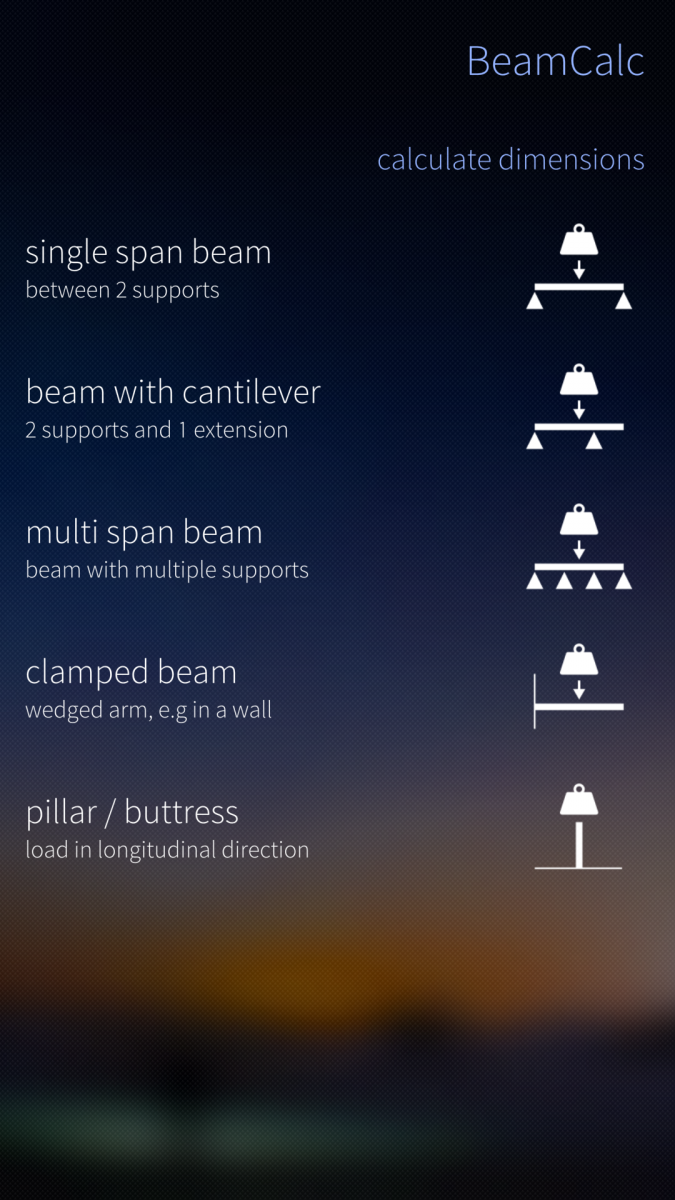 BeamCalc
calculate dimensions
single span beam
between 2 supports
beam with cantilever
2 supports and 1 extension
multi span beam
beam with multiple supports
clamped beam
wedged arm, e.g in a wall
pillar / buttress
load in longitudinal direction